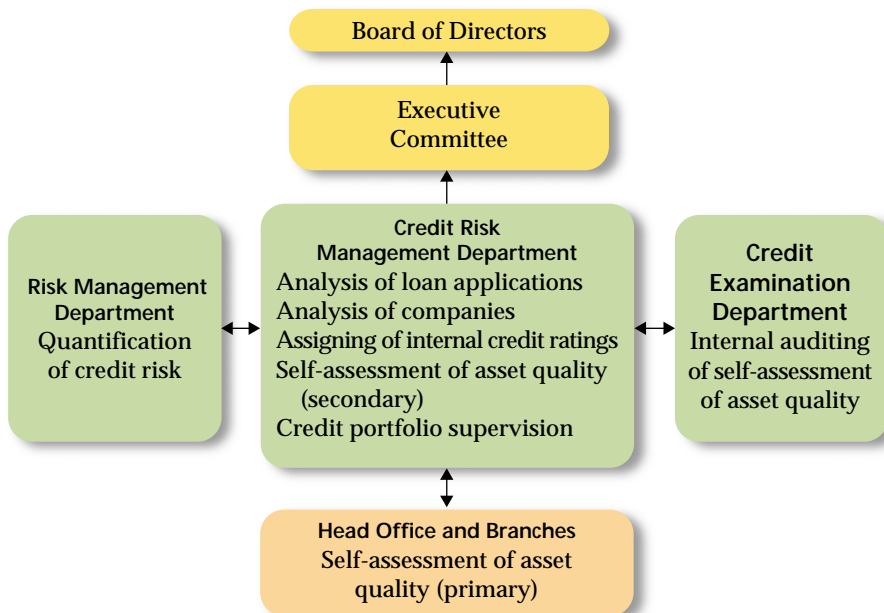 Board of Directors
Executive
Committee
Credit Risk
Management Department
Analysis of loan applications
Analysis of companies
Assigning of internal credit ratings
Self-assessment of asset quality
(secondary)
Credit portfolio supervision
Risk Management
Department
Quantification
of credit risk
Credit
Examination
Department
Internal auditing
of self-assessment
of asset quality
Head Office and Branches
Self-assessment of asset
quality (primary)